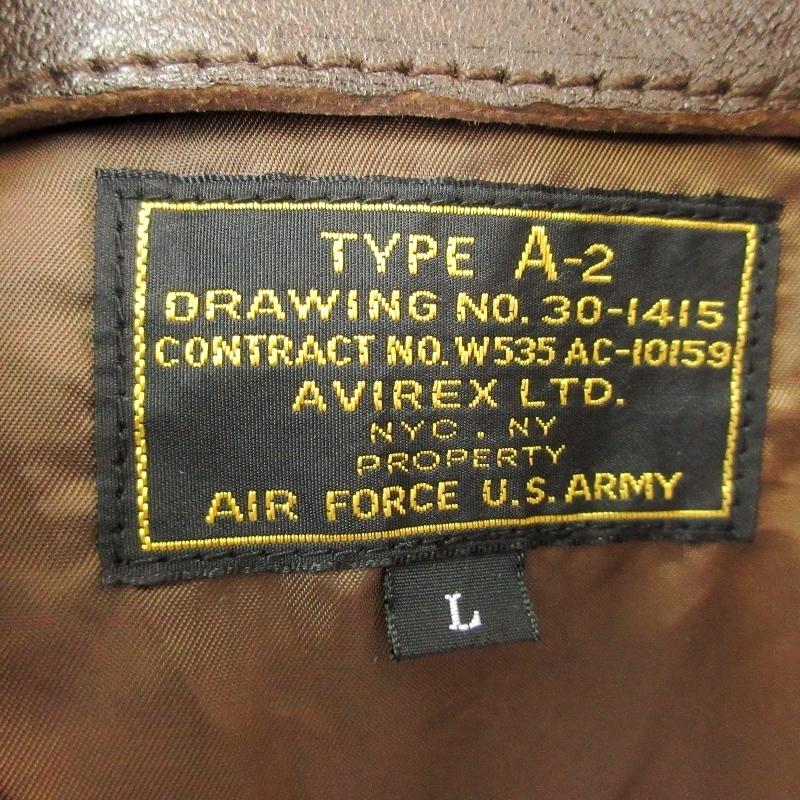 TYPE A-2
DRAWING NO. 30-1415
CONTRACT NO. W535 AC-10159
AVIREX LTD.
NYC . NY
PROPERTY
AIR FORCE U.S. ARMY
L